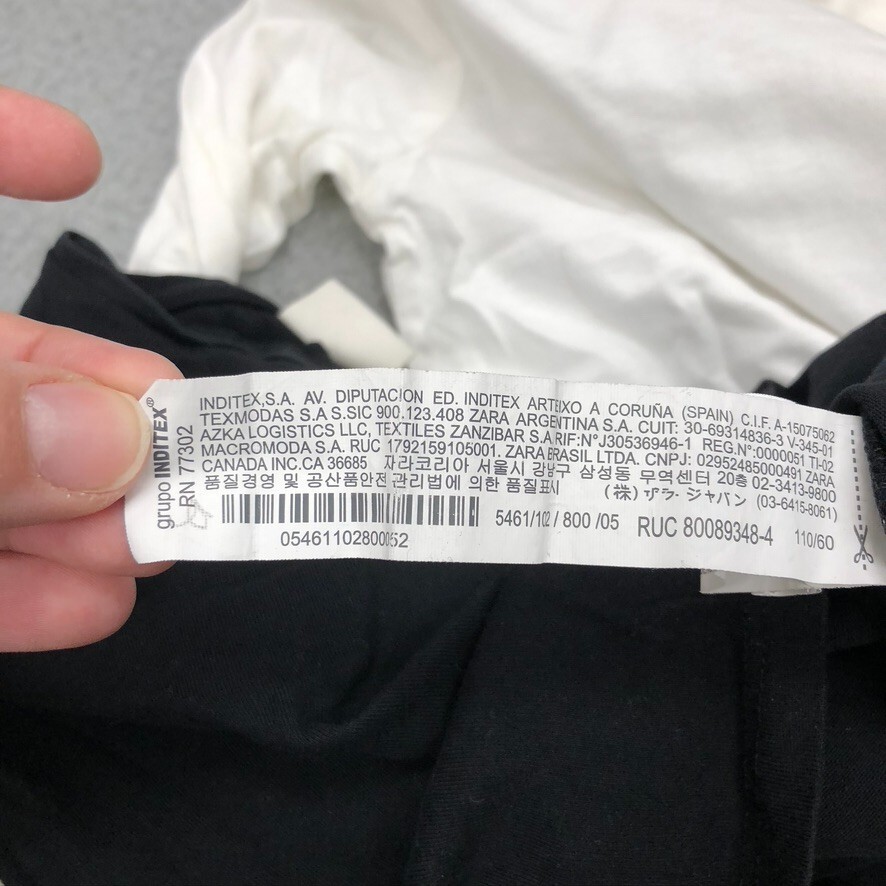 grupo INDITEX®
RN 77302
INDITEX,S.A. AV. DIPUTACION ED. INDITEX ARTEIXO A CORUÑA (SPAIN) C.I.F. A-15075062
TEXMODAS S.A S.SIC 900.123.408 ZARA ARGENTINA S.A. CUIT: 30-69314836-3 V-345-01
AZKA LOGISTICS LLC, TEXTILES ZANZIBAR S.A RIF:N°J30536946-1 REG.N°:0000051 TI-02
MACROMODA S.A. RUC 1792159105001. ZARA BRASIL LTDA. CNPJ: 02952485000491 ZARA
CANADA INC.CA 36685 자라코리아 서울시 강남구 삼성동 무역센터 20층 02-3413-9800
품질경영 및 공산품안전 관리법에 의한 품질표시 (株) ザラ・ジャパン (03-6415-8061)
05461102800052
5461/102 / 800 /05 RUC 80089348-4 110/60